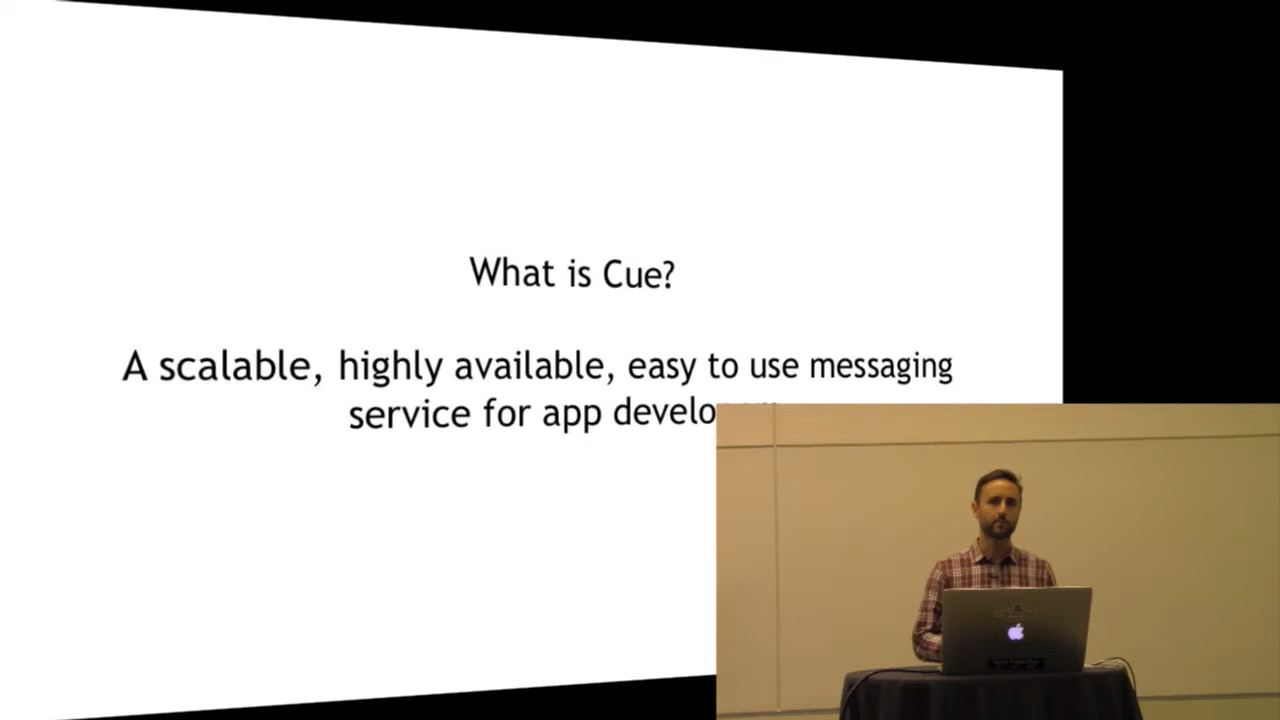 What is Cue?
A scalable, highly available, easy to use messaging
service for app